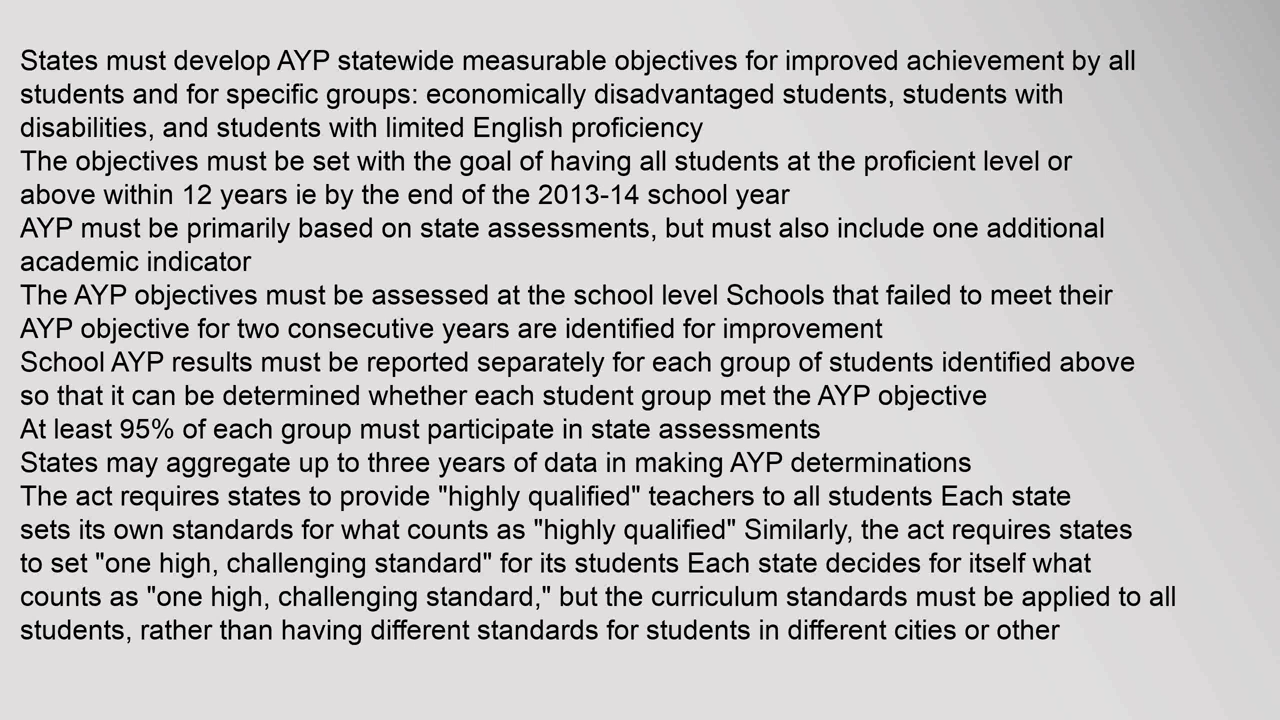 States must develop AYP statewide measurable objectives for improved achievement by all
students and for specific groups: economically disadvantaged students, students with
disabilities, and students with limited English proficiency
The objectives must be set with the goal of having all students at the proficient level or
above within 12 years ie by the end of the 2013-14 school year
AYP must be primarily based on state assessments, but must also include one additional
academic indicator
The AYP objectives must be assessed at the school level Schools that failed to meet their
AYP objective for two consecutive years are identified for improvement
School AYP results must be reported separately for each group of students identified above
so that it can be determined whether each student group met the AYP objective
At least 95% of each group must participate in state assessments
States may aggregate up to three years of data in making AYP determinations
The act requires states to provide "highly qualified" teachers to all students Each state
sets its own standards for what counts as "highly qualified" Similarly, the act requires states
to set "one high, challenging standard" for its students Each state decides for itself what
counts as "one high, challenging standard," but the curriculum standards must be applied to all
students, rather than having different standards for students in different cities or other